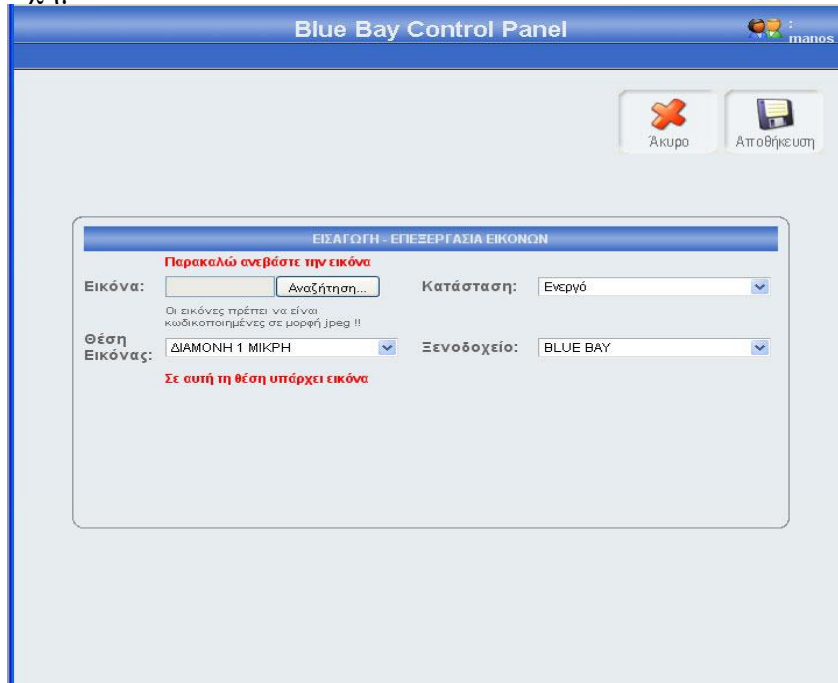 Blue Bay Control Panel
:
manos
Άκυρο
Αποθήκευση
ΕΙΣΑΓΩΓΗ - ΕΠΕΞΕΡΓΑΣΙΑ ΕΙΚΟΝΩΝ
Παρακαλώ ανεβάστε την εικόνα
Εικόνα:
Αναζήτηση...
Κατάσταση:
Ενεργό
Οι εικόνες πρέπει να είναι
κωδικοποιημένες σε μορφή jpeg !!
Θέση
Εικόνας:
ΔΙΑΜΟΝΗ 1 ΜΙΚΡΗ
Ξενοδοχείο:
BLUE BAY
Σε αυτή τη θέση υπάρχει εικόνα